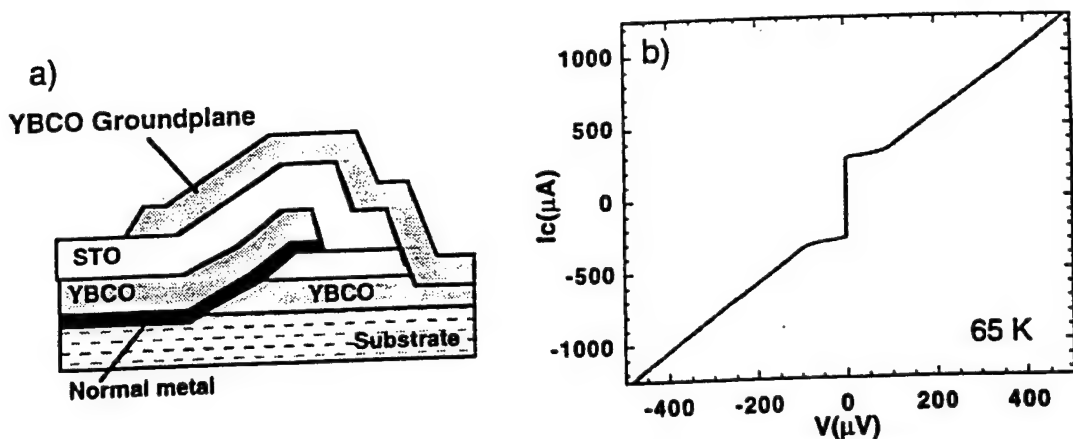 a)
YBCO Groundplane
STO
YBCO
YBCO
Substrate
Normal metal
b)
1000
500
0
-500
-1000
Ic(μA)
65 K
-400
-200
0
200
400
V(μV)